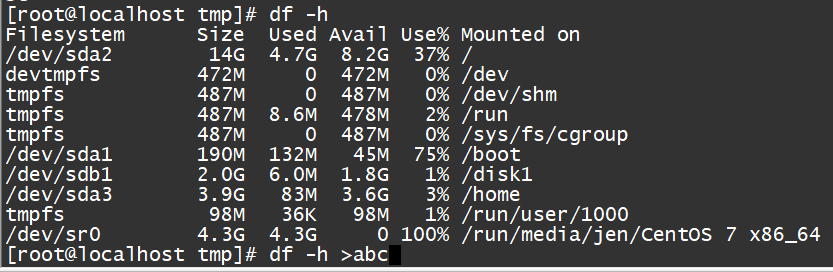 [root@localhost tmp]# df -h
Filesystem      Size  Used Avail Use% Mounted on
/dev/sda2        14G  4.7G  8.2G  37% /
devtmpfs        472M     0  472M   0% /dev
tmpfs           487M     0  487M   0% /dev/shm
tmpfs           487M  8.6M  478M   2% /run
tmpfs           487M     0  487M   0% /sys/fs/cgroup
/dev/sda1       190M  132M   45M  75% /boot
/dev/sdb1       2.0G  6.0M  1.8G   1% /disk1
/dev/sda3       3.9G   83M  3.6G   3% /home
tmpfs            98M   36K   98M   1% /run/user/1000
/dev/sr0        4.3G  4.3G     0 100% /run/media/jen/CentOS 7 x86_64
[root@localhost tmp]# df -h >abc